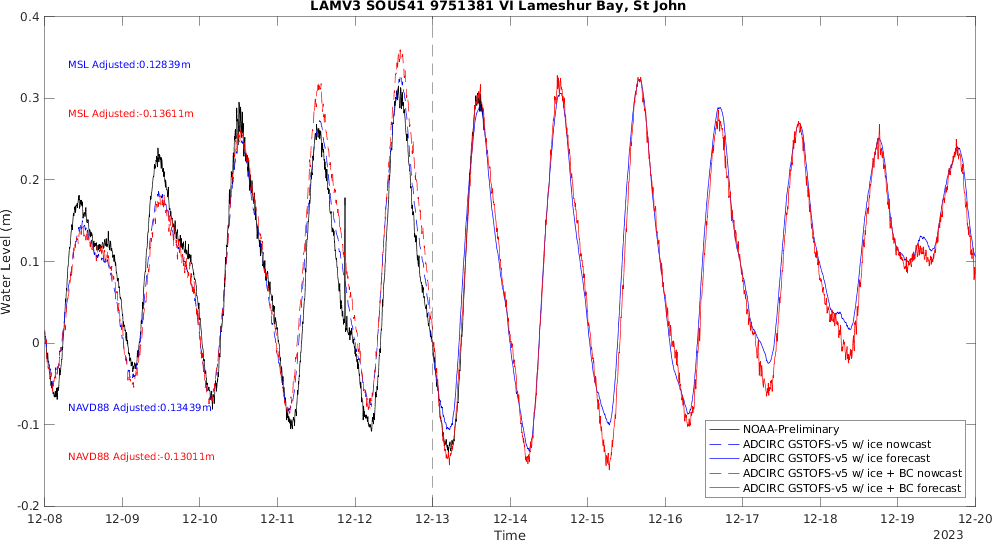 LAMV3 SOUS41 9751381 VI Lameshur Bay, St John
Water Level (m)
0.4
0.3
0.2
0.1
0
-0.1
-0.2
MSL Adjusted:0.12839m
MSL Adjusted:-0.13611m
NAVD88 Adjusted:0.13439m
NAVD88 Adjusted:-0.13011m
NOAA-Preliminary
ADCIRC GSTOFS-v5 w/ ice nowcast
ADCIRC GSTOFS-v5 w/ ice forecast
ADCIRC GSTOFS-v5 w/ ice + BC nowcast
ADCIRC GSTOFS-v5 w/ ice + BC forecast
12-08 12-09 12-10 12-11 12-12 12-13 12-14 12-15 12-16 12-17 12-18 12-19 12-20
Time
2023